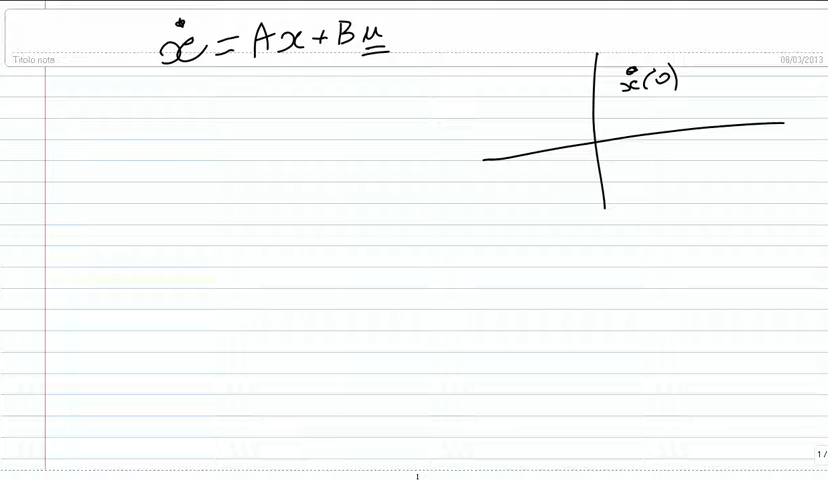 ẋ = Ax + Bu
Titolo nota
08/03/2013
x(0)
1/
1